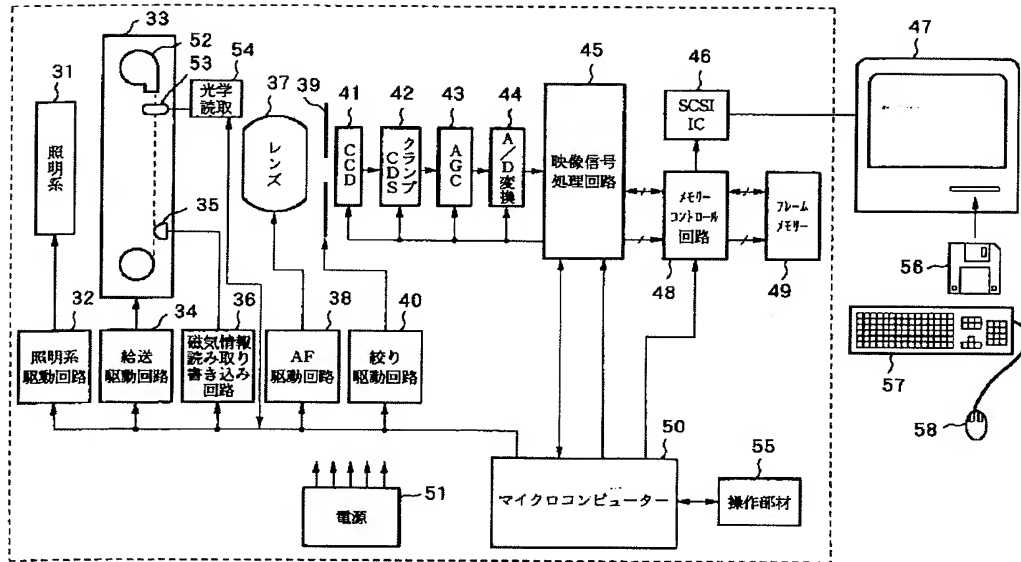 33
52
53
54
光学
読取
31
照明系
35
37
レンズ
39
41
CCD
42
クランプ
CDS
43
AGC
44
A/D変換
45
映像信号
処理回路
46
SCSI
IC
47
メモリー
コントロール
回路
48
フレーム
メモリー
49
56
57
58
32
照明系
駆動回路
34
給送
駆動回路
36
磁気情報
読み取り
書き込み
回路
38
AF
駆動回路
40
絞り
駆動回路
50
マイクロコンピューター
55
操作部材
51
電源